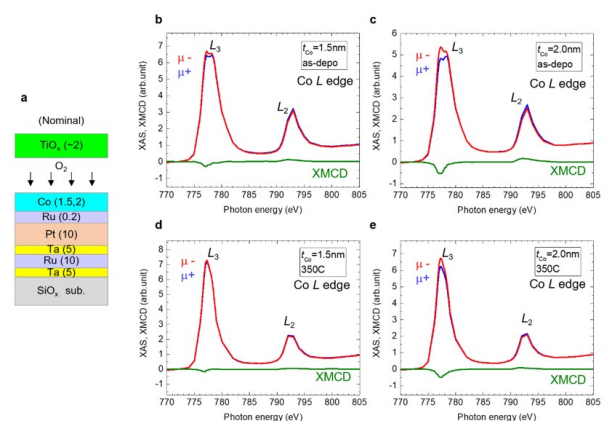 a
(Nominal)
TiOₓ (~2)
O₂
Co (1.5,2)
Ru (0.2)
Pt (10)
Ta (5)
Ru (10)
Ta (5)
SiOₓ sub.
b
XAS, XMCD (arb.unit)
7
6
5
4
3
2
1
0
-1
μ -
μ+
L₃
L₂
t_Co=1.5nm
as-depo
Co L edge
XMCD
770 775 780 785 790 795 800 805
Photon energy (eV)
c
XAS, XMCD (arb.unit)
6
5
4
3
2
1
0
-1
μ -
μ+
L₃
L₂
t_Co=2.0nm
as-depo
Co L edge
XMCD
770 775 780 785 790 795 800 805
Photon energy (eV)
d
XAS, XMCD (arb.unit)
8
7
6
5
4
3
2
1
0
-1
μ -
μ+
L₃
L₂
t_Co=1.5nm
350C
Co L edge
XMCD
770 775 780 785 790 795 800 805
Photon energy (eV)
e
XAS, XMCD (arb.unit)
7
6
5
4
3
2
1
0
-1
μ -
μ+
L₃
L₂
t_Co=2.0nm
350C
Co L edge
XMCD
770 775 780 785 790 795 800 805
Photon energy (eV)